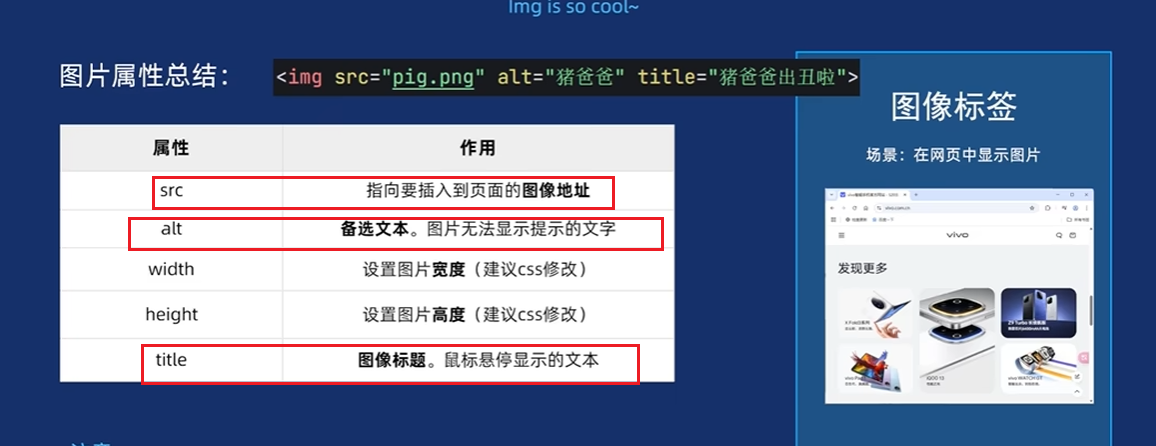 Img is so cool~
图片属性总结：
<img src="pig.png" alt="猪爸爸" title="猪爸爸出丑啦">
属性 作用
src 指向要插入到页面的图像地址
alt 备选文本。图片无法显示提示的文字
width 设置图片宽度（建议css修改）
height 设置图片高度（建议css修改）
title 图像标题。鼠标悬停显示的文本
图像标签
场景：在网页中显示图片
vivo.com.cn
vivo
发现更多
iQOO 13
vivo WATCH GT